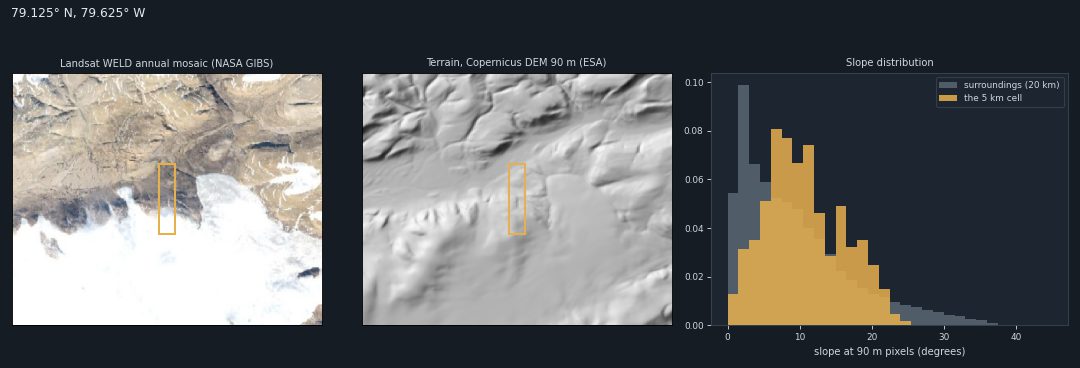 79.125° N, 79.625° W
Landsat WELD annual mosaic (NASA GIBS)
Terrain, Copernicus DEM 90 m (ESA)
Slope distribution
surroundings (20 km)
the 5 km cell
0.10
0.08
0.06
0.04
0.02
0.00
0 10 20 30 40
slope at 90 m pixels (degrees)